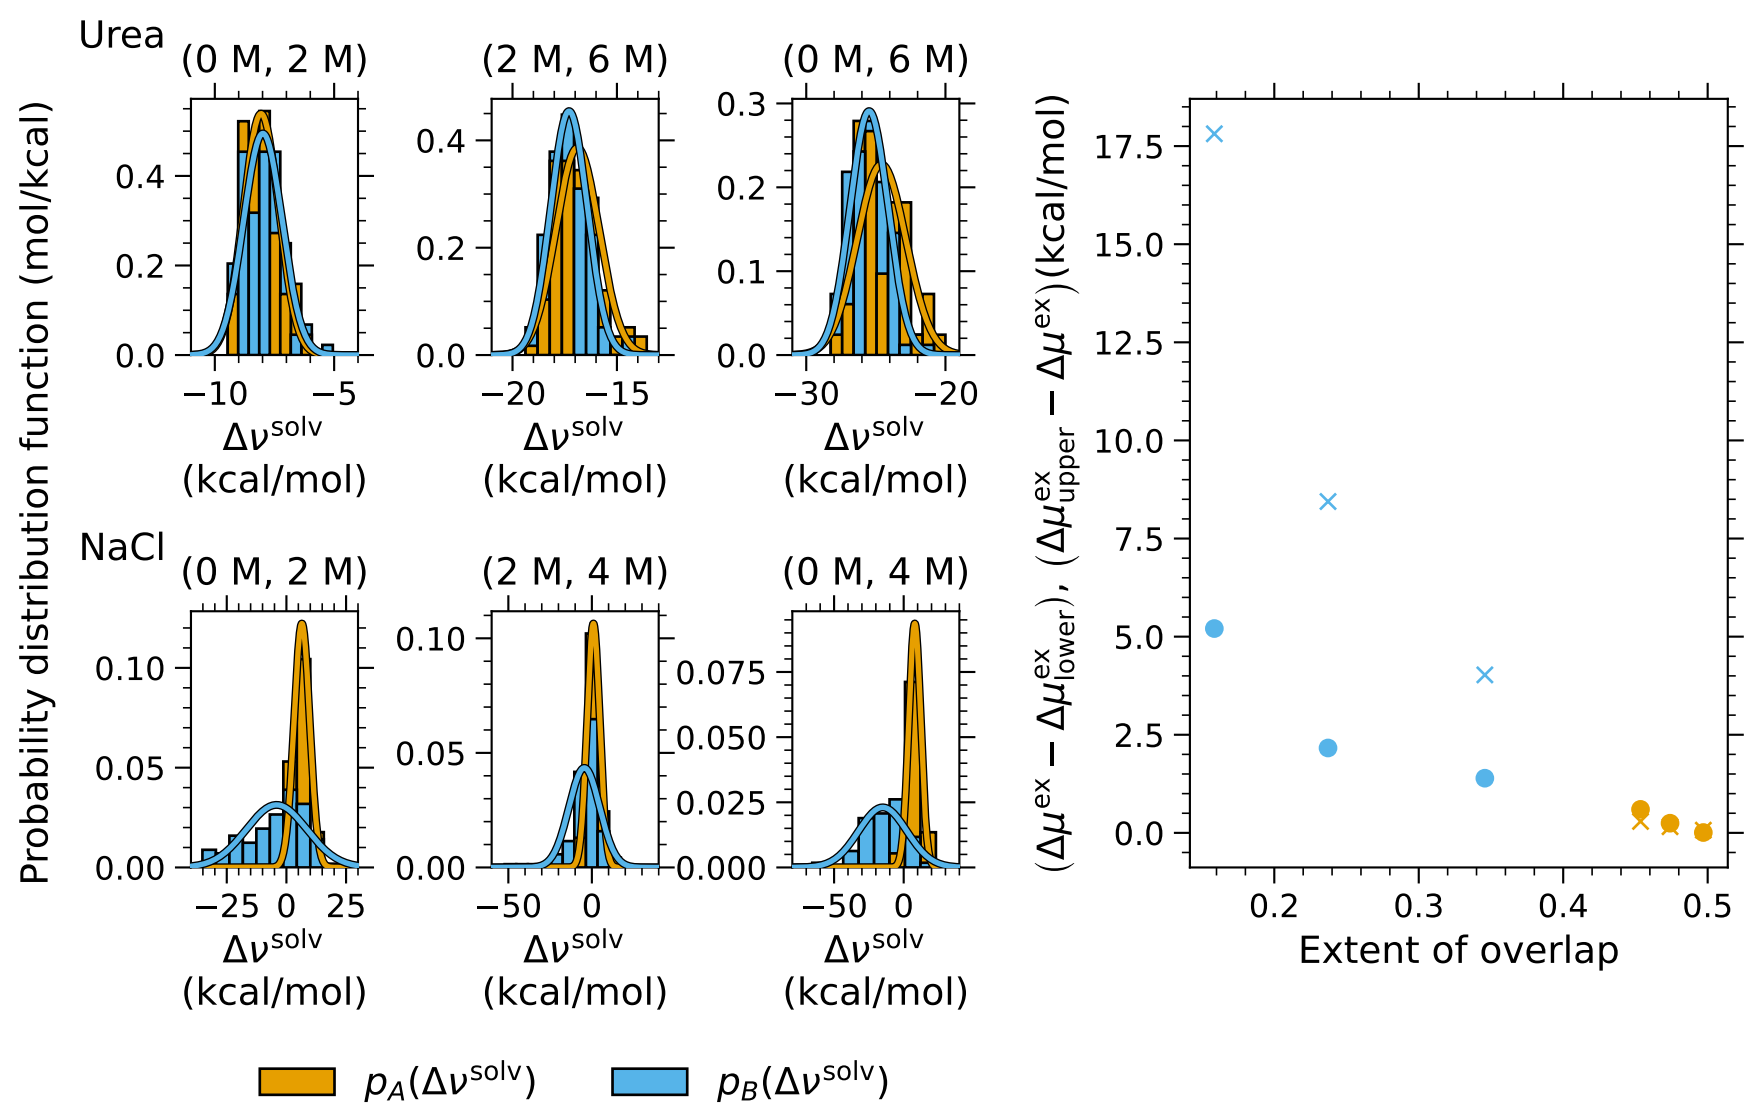 Urea
(0 M, 2 M) (2 M, 6 M) (0 M, 6 M)
Probability distribution function (mol/kcal)
0.4
0.2
0.0
−10 −5
Δν^solv
(kcal/mol)
0.4
0.2
0.0
−20 −15
Δν^solv
(kcal/mol)
0.3
0.2
0.1
0.0
−30 −20
Δν^solv
(kcal/mol)
NaCl
(0 M, 2 M) (2 M, 4 M) (0 M, 4 M)
0.10
0.05
0.00
−25 0 25
Δν^solv
(kcal/mol)
0.10
0.05
0.00
−50 0
Δν^solv
(kcal/mol)
0.075
0.050
0.025
0.000
−50 0
Δν^solv
(kcal/mol)
p_A(Δν^solv) p_B(Δν^solv)
(Δμ^ex − Δμ^ex_lower), (Δμ^ex_upper − Δμ^ex)(kcal/mol)
17.5
15.0
12.5
10.0
7.5
5.0
2.5
0.0
0.2 0.3 0.4 0.5
Extent of overlap